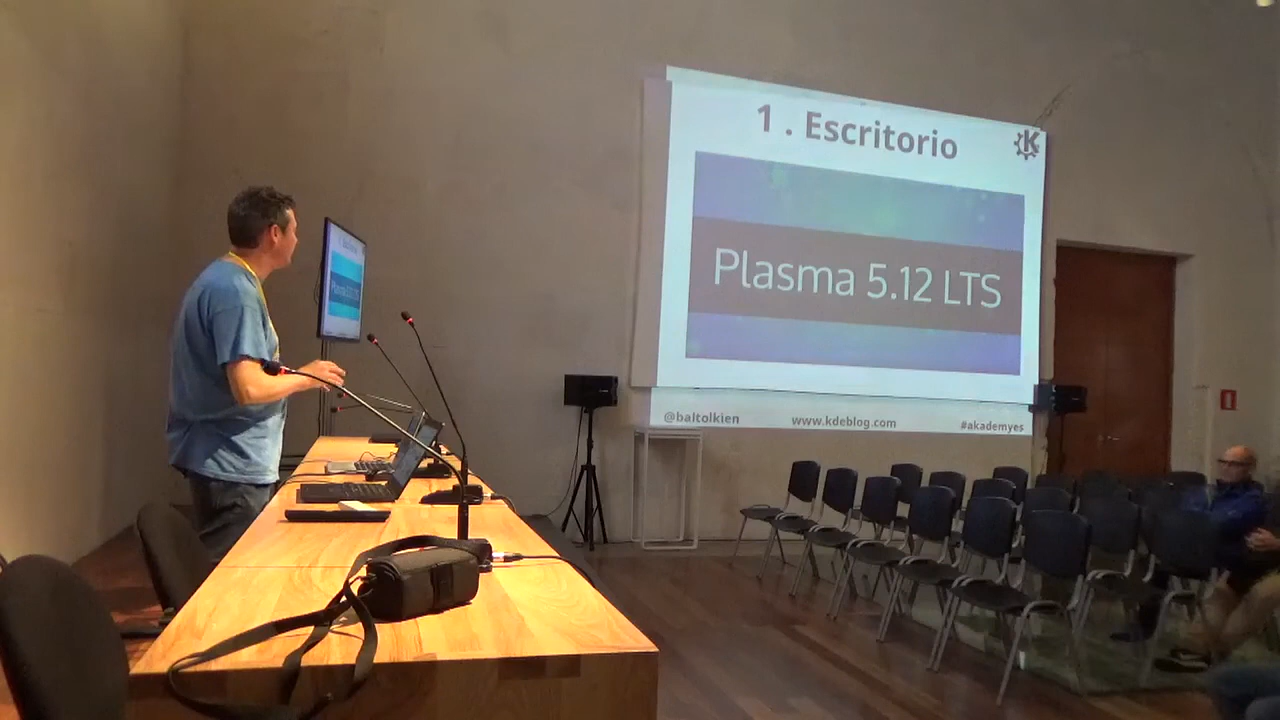 1 . Escritorio
K
Plasma 5.12 LTS
@baltolkien
www.kdeblog.com
#akademyes